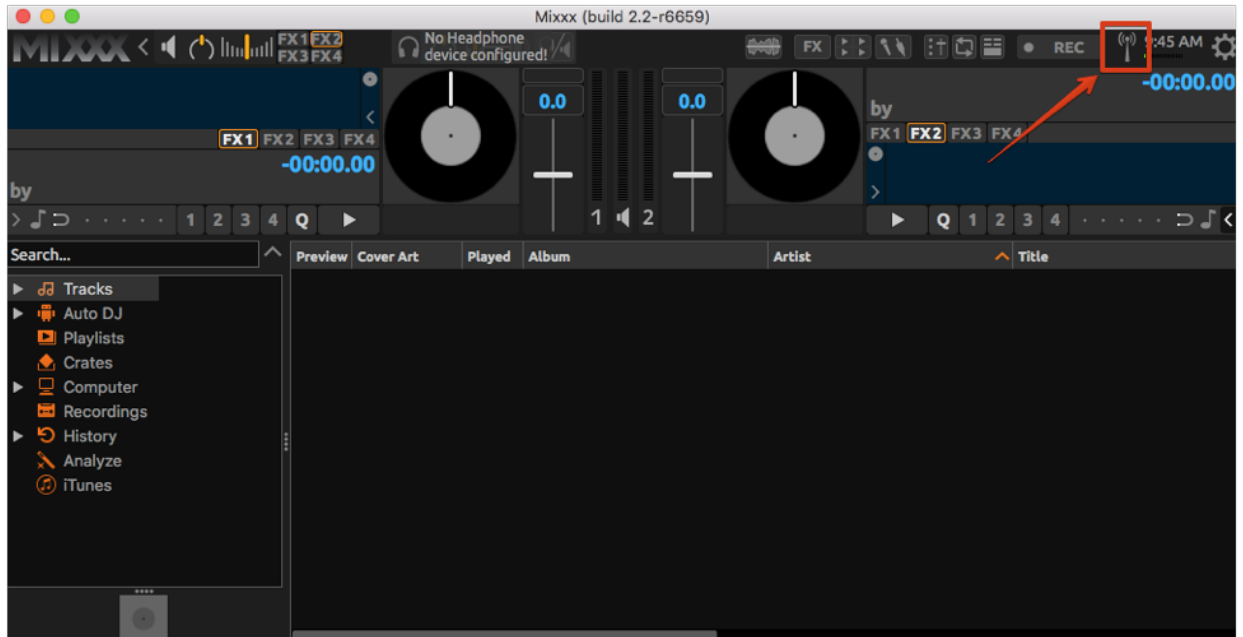 Mixxx (build 2.2-r6659)
MIXXX
FX1 FX2
FX3 FX4
No Headphone
device configured!
FX
REC
9:45 AM
0.0
0.0
-00:00.00
by
FX1 FX2 FX3 FX4
FX1 FX2 FX3 FX4
-00:00.00
by
1 2 3 4 Q
1 2
Q 1 2 3 4
Search...
Preview Cover Art Played Album Artist Title
Tracks
Auto DJ
Playlists
Crates
Computer
Recordings
History
Analyze
iTunes